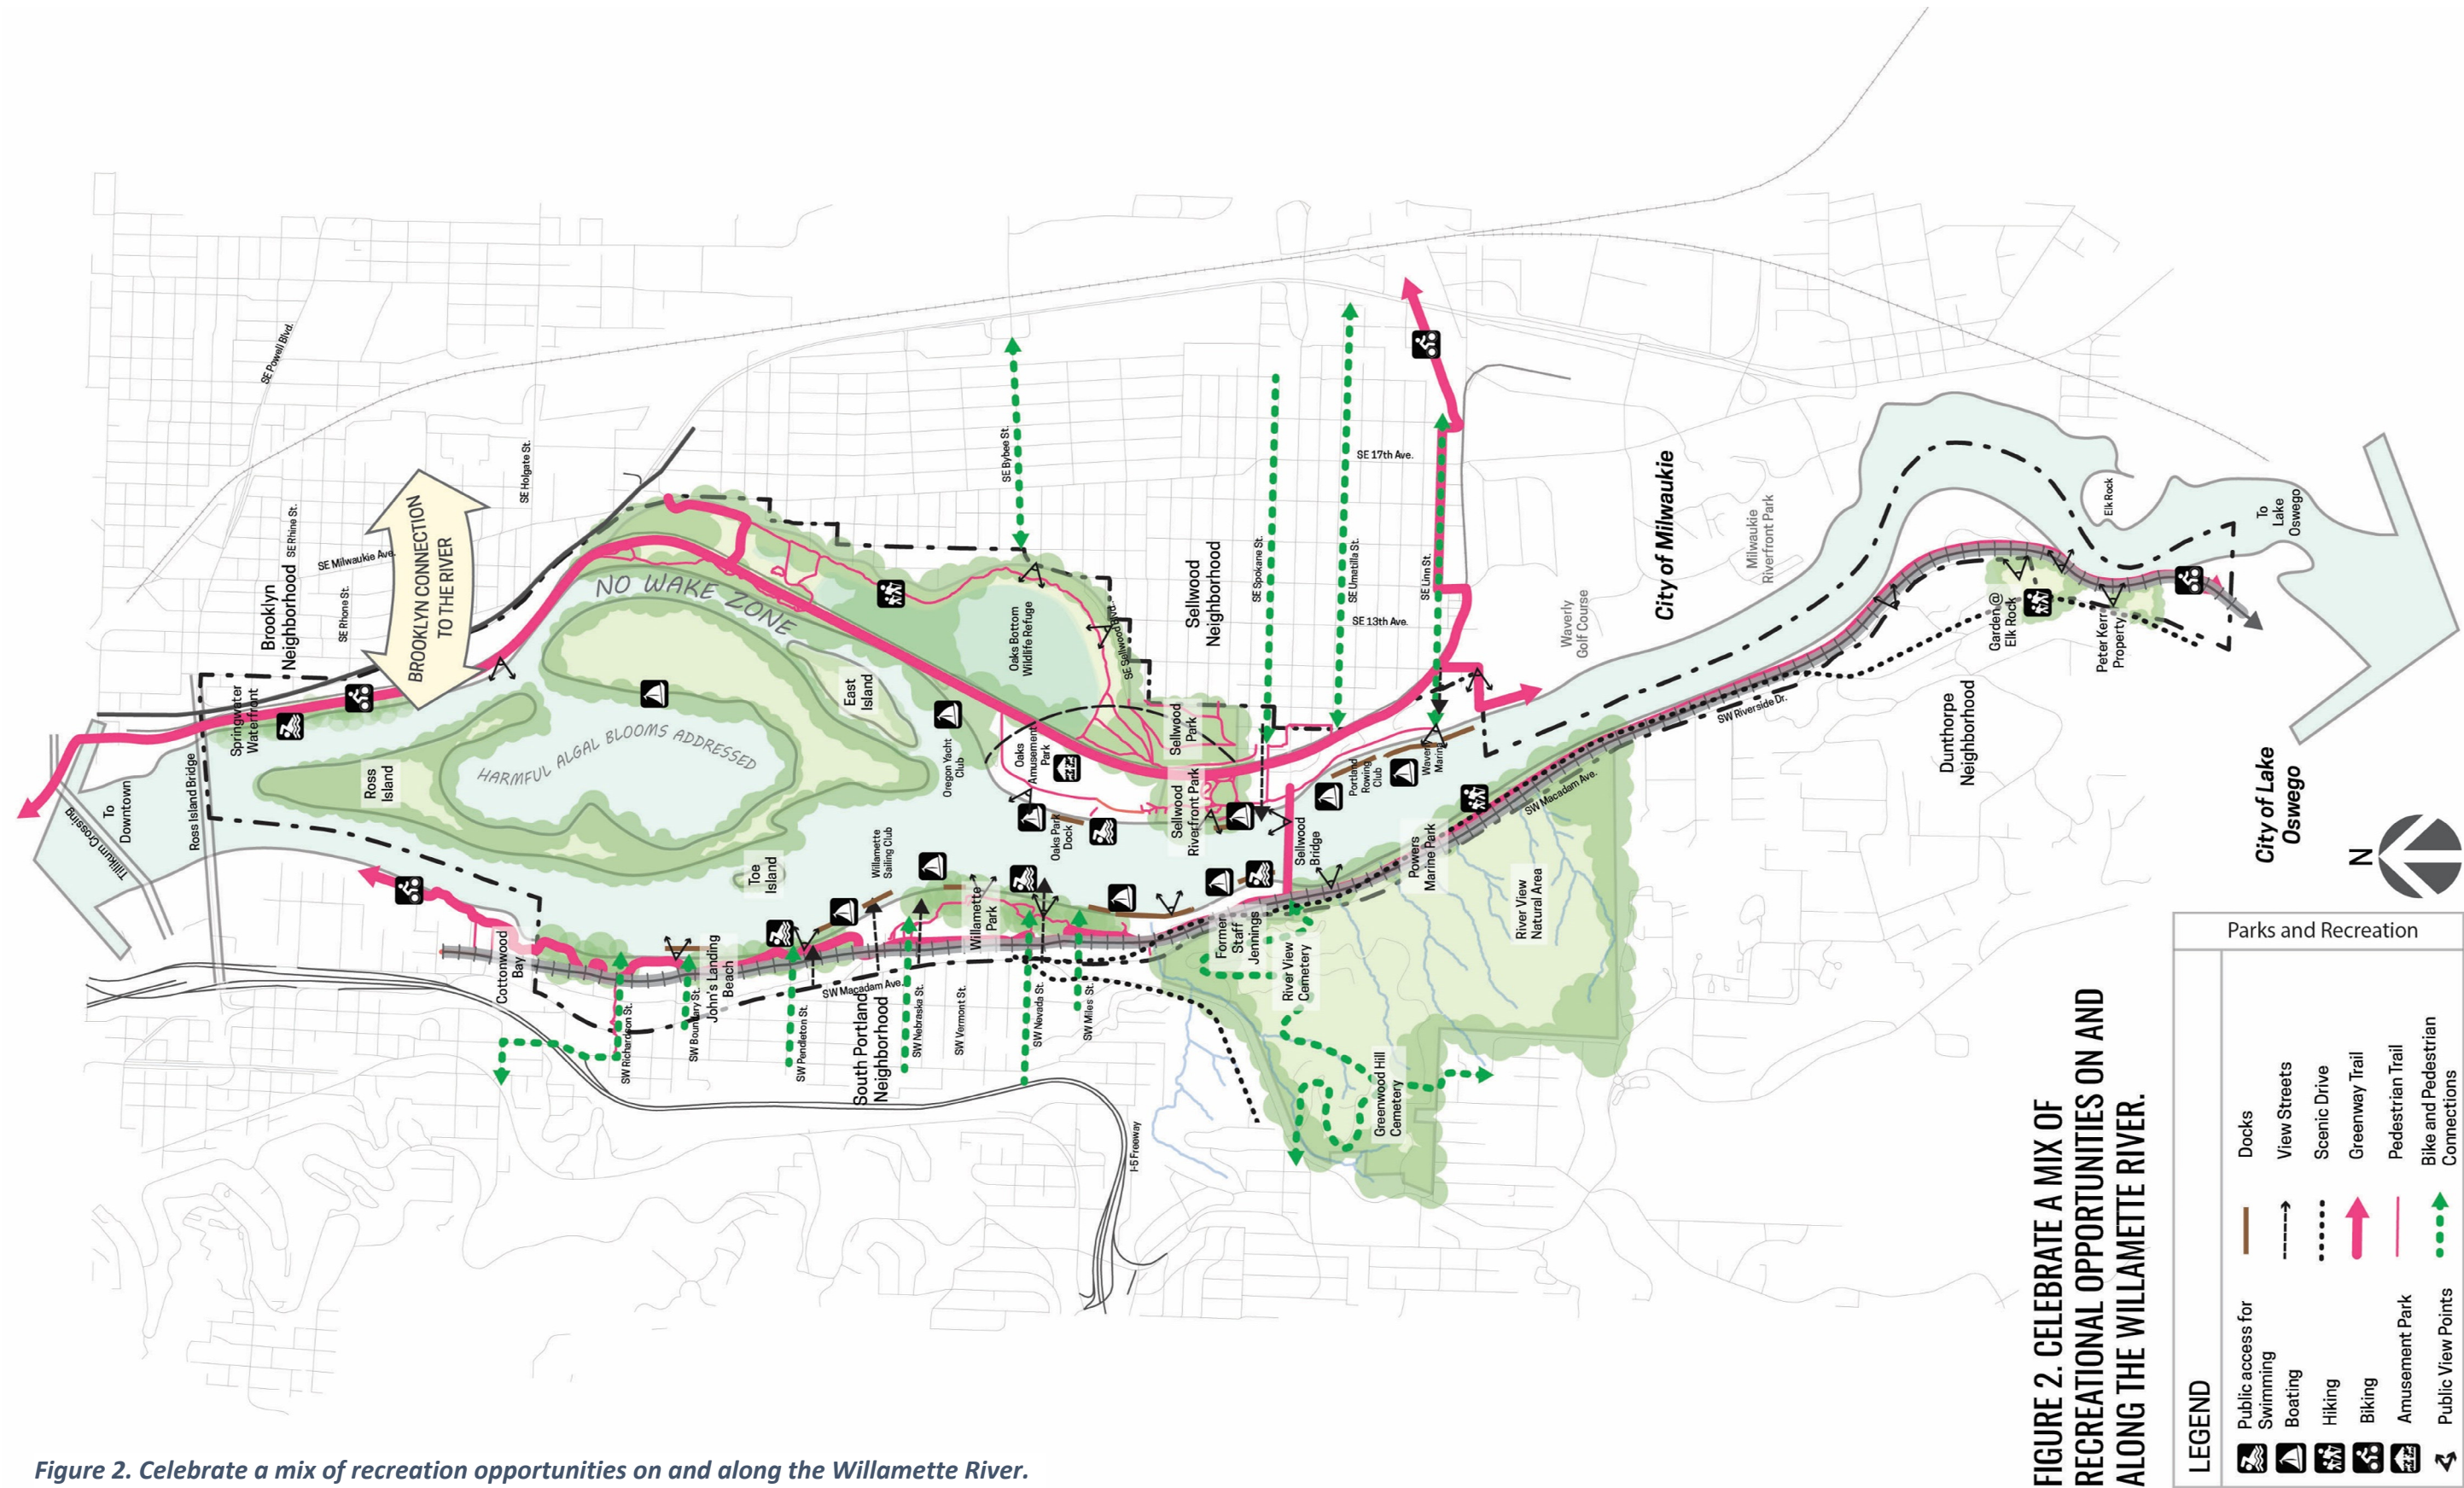 SE Powell Blvd.
Brooklyn
Neighborhood
SE Rhine St.
SE Milwaukie Ave.
SE Rhone St.
BROOKLYN CONNECTION
TO THE RIVER
SE Holgate St.
SE Bybee St.
Springwater
Waterfront
Ross Island Bridge
To
Downtown
Tilikum Crossing
Ross
Island
HARMFUL ALGAL BLOOMS ADDRESSED
NO WAKE ZONE
East
Island
Toe
Island
Oregon Yacht
Club
Oaks
Amusement
Park
Oaks Bottom
Wildlife Refuge
SE Sellwood Blvd.
Sellwood
Neighborhood
Sellwood
Park
Sellwood
Riverfront Park
Oaks Park
Dock
SE Spokane St.
SE Umatilla St.
SE Linn St.
SE 17th Ave.
SE 13th Ave.
Portland
Rowing
Club
Waverly
Marina
Sellwood
Bridge
Willamette
Sailing Club
Willamette
Park
Cottonwood
Bay
John's Landing
Beach
SW Richardson St.
SW Boundary St.
SW Pendleton St.
SW Macadam Ave.
South Portland
Neighborhood
SW Nebraska St.
SW Vermont St.
SW Nevada St.
SW Miles St.
I-5 Freeway
Former
Staff
Jennings
River View
Cemetery
Greenwood Hill
Cemetery
Powers
Marine Park
River View
Natural Area
SW Macadam Ave.
SW Riverside Dr.
Waverly
Golf Course
City of Milwaukie
Milwaukie
Riverfront Park
Dunthorpe
Neighborhood
Garden @
Elk Rock
Peter Kerr
Property
Elk Rock
To
Lake
Oswego
City of Lake
Oswego
N
FIGURE 2. CELEBRATE A MIX OF
RECREATIONAL OPPORTUNITIES ON AND
ALONG THE WILLAMETTE RIVER.
LEGEND
Parks and Recreation
Public access for
Swimming
Boating
Hiking
Biking
Amusement Park
Public View Points
Docks
View Streets
Scenic Drive
Greenway Trail
Pedestrian Trail
Bike and Pedestrian
Connections
Figure 2. Celebrate a mix of recreation opportunities on and along the Willamette River.